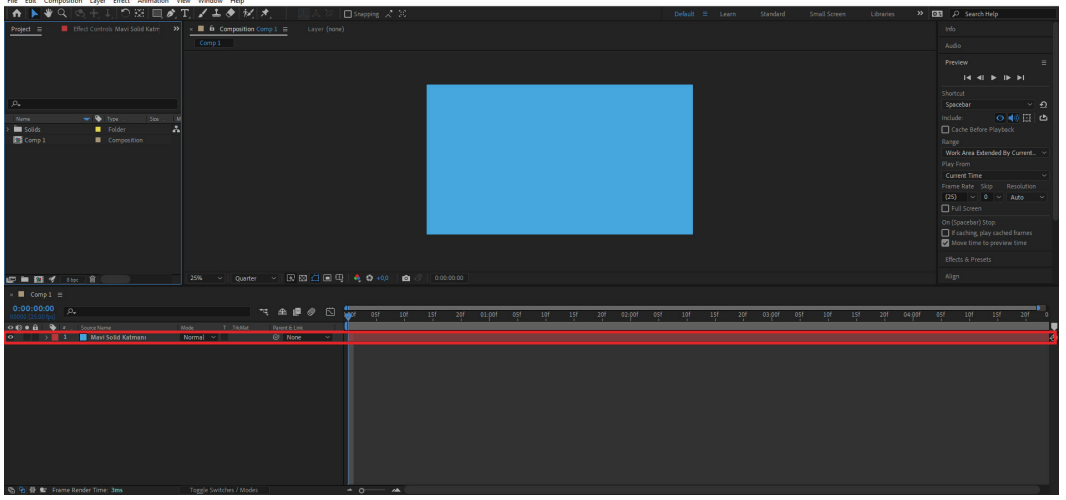 File Edit Composition Layer Effect Animation View Window Help
Snapping Default Learn Standard Small Screen Libraries Search Help
Project Effect Controls Mavi Solid Katm Composition Comp 1 Layer (none)
Comp 1
Info
Audio
Preview
Shortcut
Spacebar
Include:
Cache Before Playback
Range
Work Area Extended By Current...
Play From
Current Time
Frame Rate Skip Resolution
(25) 0 Auto
Full Screen
On (Spacebar) Stop:
If caching, play cached frames
Move time to preview time
Effects & Presets
Align
Name Type Size
Solids Folder
Comp 1 Composition
8 bpc 25% Quarter +0,0 0:00:00:00
Comp 1
0:00:00:00
05f 10f 15f 20f 01:00f 05f 10f 15f 20f 02:00f 05f 10f 15f 20f 03:00f 05f 10f 15f 20f 04:00f 05f 10f 15f 20f
# Source Name Mode T TrkMat Parent & Link
1 Mavi Solid Katmanı Normal None
Frame Render Time: 3ms Toggle Switches / Modes